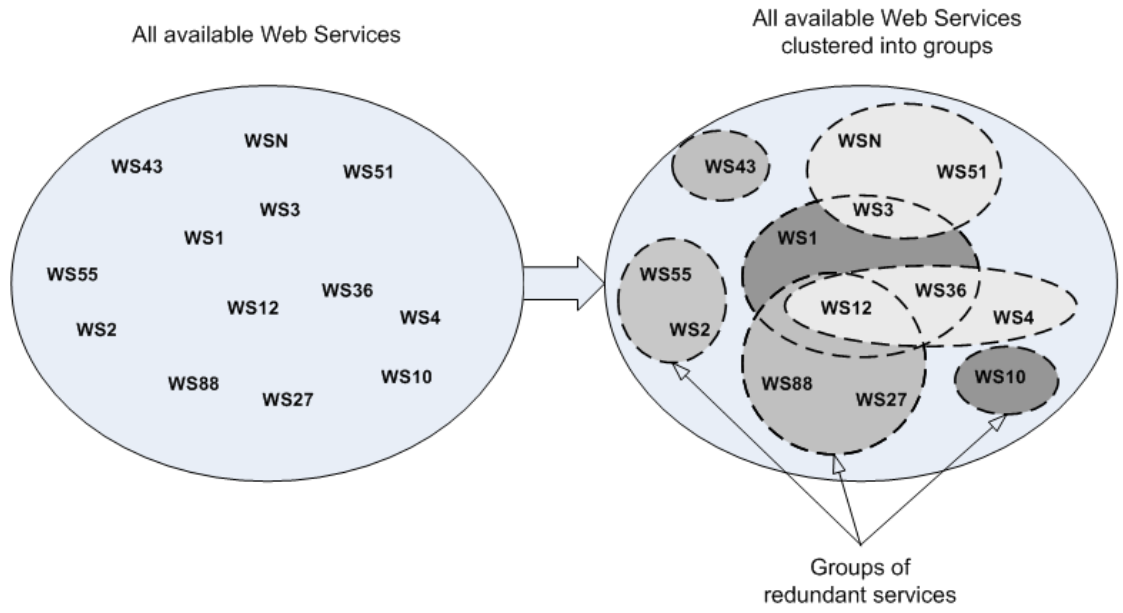 All available Web Services
WSN
WS43
WS51
WS3
WS1
WS55
WS36
WS12
WS4
WS2
WS10
WS88
WS27
All available Web Services
clustered into groups
WSN
WS43
WS51
WS3
WS1
WS55
WS36
WS12
WS4
WS2
WS10
WS88
WS27
Groups of
redundant services